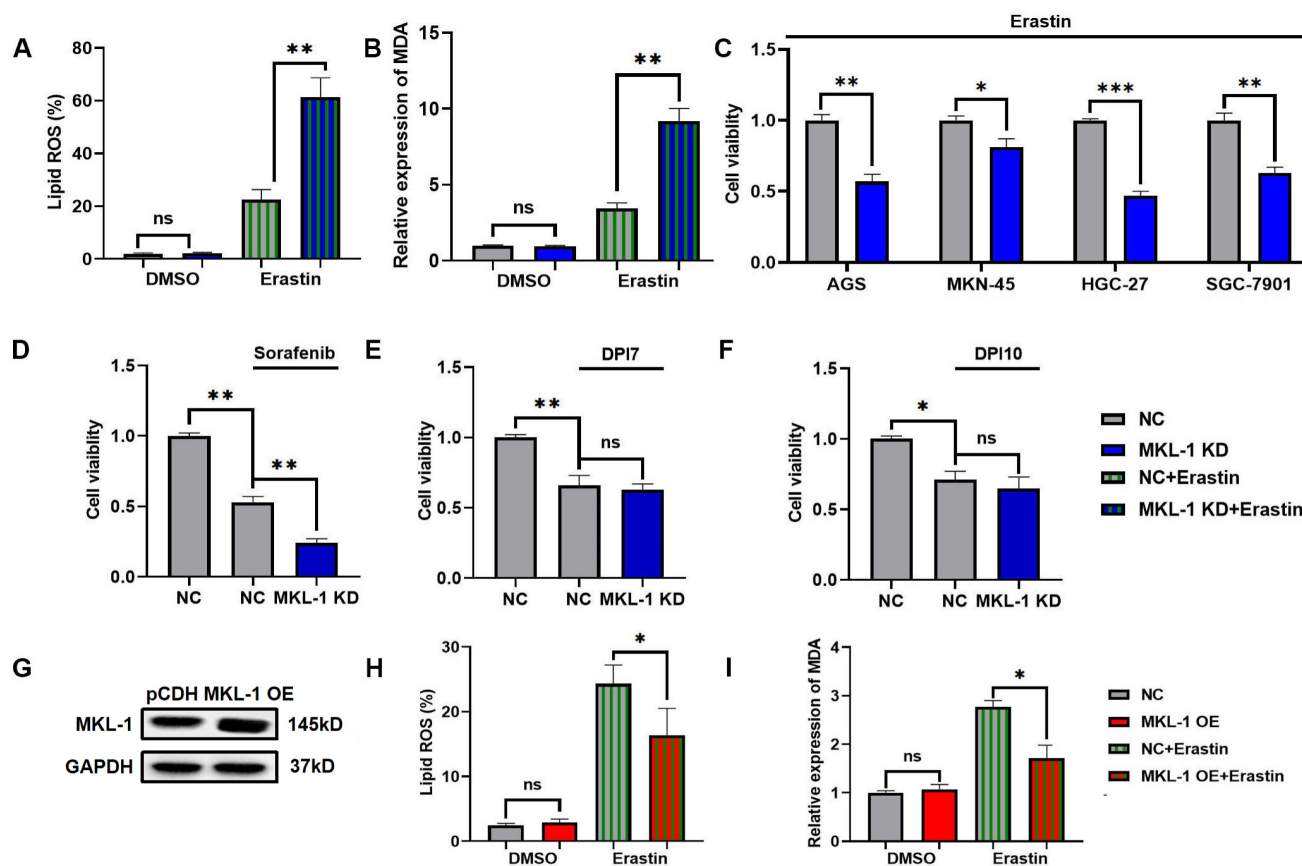 A
Lipid ROS (%)
80
60
40
20
0
ns
**
DMSO
Erastin
B
Relative expression of MDA
15
10
5
0
ns
**
DMSO
Erastin
C
Erastin
Cell viaiblity
1.5
1.0
0.5
0.0
**
*
***
**
AGS
MKN-45
HGC-27
SGC-7901
D
Sorafenib
Cell viaiblity
1.5
1.0
0.5
0.0
**
**
NC
NC
MKL-1 KD
E
DPI7
Cell viaiblity
1.5
1.0
0.5
0.0
**
ns
NC
NC
MKL-1 KD
F
DPI10
Cell viaiblity
1.5
1.0
0.5
0.0
*
ns
NC
NC
MKL-1 KD
NC
MKL-1 KD
NC+Erastin
MKL-1 KD+Erastin
G
pCDH MKL-1 OE
MKL-1
145kD
GAPDH
37kD
H
Lipid ROS (%)
30
20
10
0
ns
*
DMSO
Erastin
I
Relative expression of MDA
4
3
2
1
0
ns
*
DMSO
Erastin
NC
MKL-1 OE
NC+Erastin
MKL-1 OE+Erastin